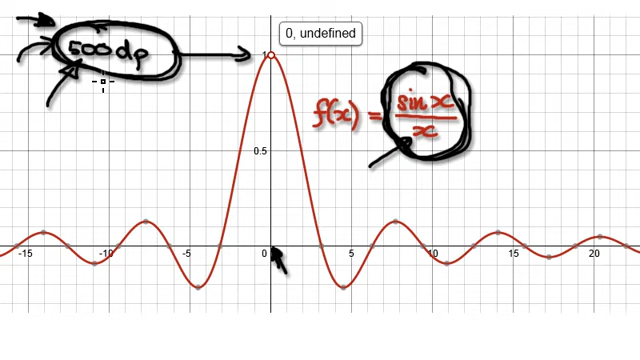 500dp
0, undefined
1
f(x) = sin x / x
0.5
-15 -10 -5 0 5 10 15 20